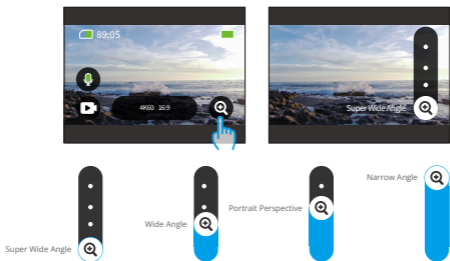 89:05
4K60 16:9
Super Wide Angle
Super Wide Angle
Wide Angle
Portrait Perspective
Narrow Angle